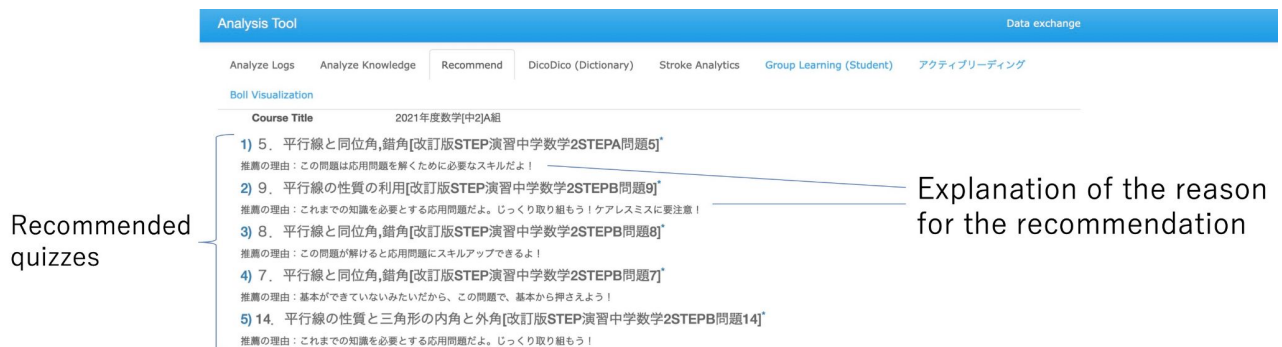 Analysis Tool
Data exchange
Analyze Logs
Analyze Knowledge
Recommend
DicoDico (Dictionary)
Stroke Analytics
Group Learning (Student)
アクティブリーディング
Boll Visualization
Course Title
2021年度数学[中2]A組
1) 5．平行線と同位角,錯角[改訂版STEP演習中学数学2STEPA問題5]*
推薦の理由：この問題は応用問題を解くために必要なスキルだよ！
2) 9．平行線の性質の利用[改訂版STEP演習中学数学2STEPB問題9]*
推薦の理由：これまでの知識を必要とする応用問題だよ。じっくり取り組もう！ケアレスミスに要注意！
3) 8．平行線と同位角,錯角[改訂版STEP演習中学数学2STEPB問題8]*
推薦の理由：この問題が解けると応用問題にスキルアップできるよ！
4) 7．平行線と同位角,錯角[改訂版STEP演習中学数学2STEPB問題7]*
推薦の理由：基本ができていないみたいだから、この問題で、基本から押さえよう！
5) 14．平行線の性質と三角形の内角と外角[改訂版STEP演習中学数学2STEPB問題14]*
推薦の理由：これまでの知識を必要とする応用問題だよ。じっくり取り組もう！
Recommended
quizzes
Explanation of the reason
for the recommendation